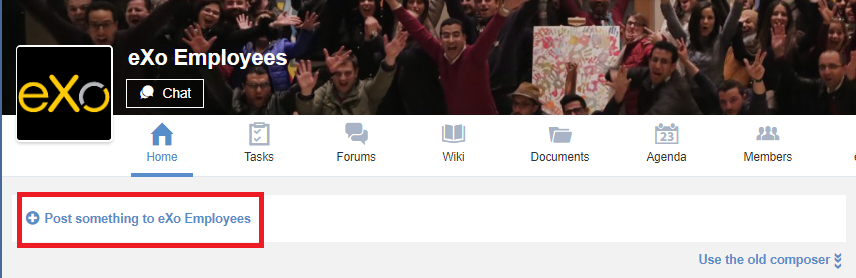 eXo Employees
eXo
Chat
Home Tasks Forums Wiki Documents 23 Agenda Members
Post something to eXo Employees
Use the old composer